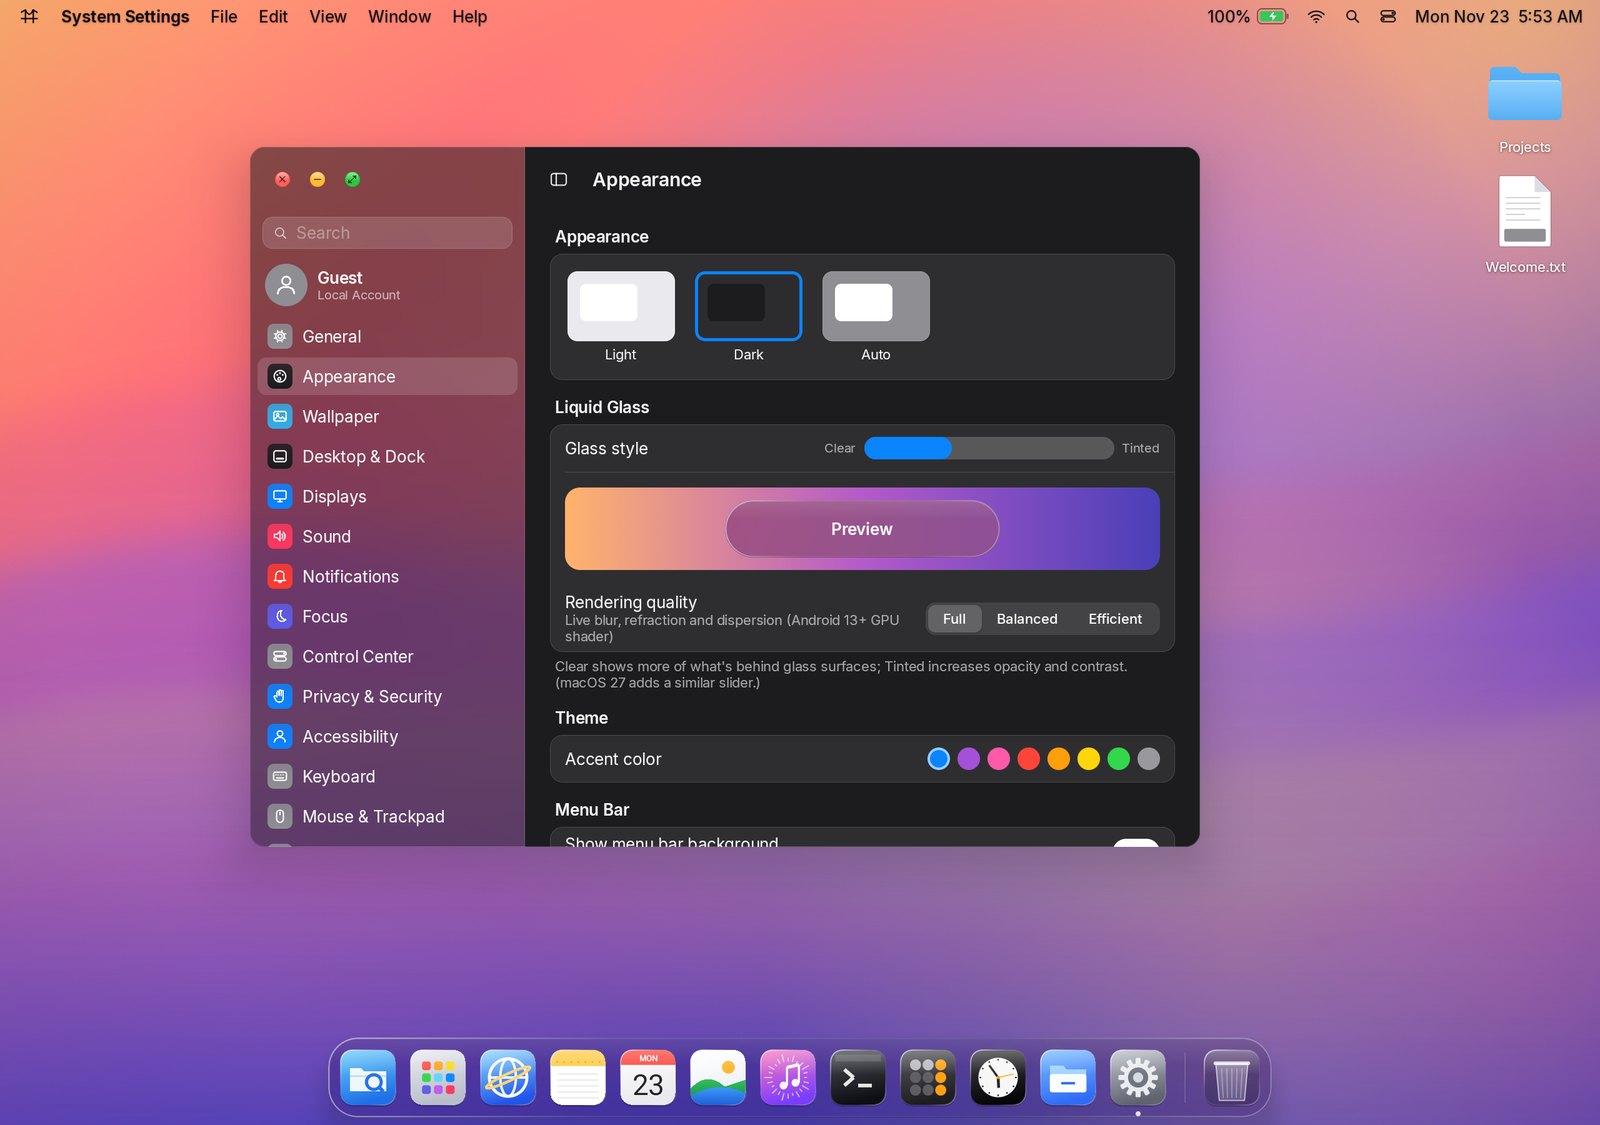 System Settings File Edit View Window Help 100% Mon Nov 23 5:53 AM
Projects
Welcome.txt
Search
Guest
Local Account
General
Appearance
Wallpaper
Desktop & Dock
Displays
Sound
Notifications
Focus
Control Center
Privacy & Security
Accessibility
Keyboard
Mouse & Trackpad
Appearance
Appearance
Light Dark Auto
Liquid Glass
Glass style Clear Tinted
Preview
Rendering quality
Live blur, refraction and dispersion (Android 13+ GPU
shader)
Full Balanced Efficient
Clear shows more of what's behind glass surfaces; Tinted increases opacity and contrast.
(macOS 27 adds a similar slider.)
Theme
Accent color
Menu Bar
Show menu bar background
MON
23